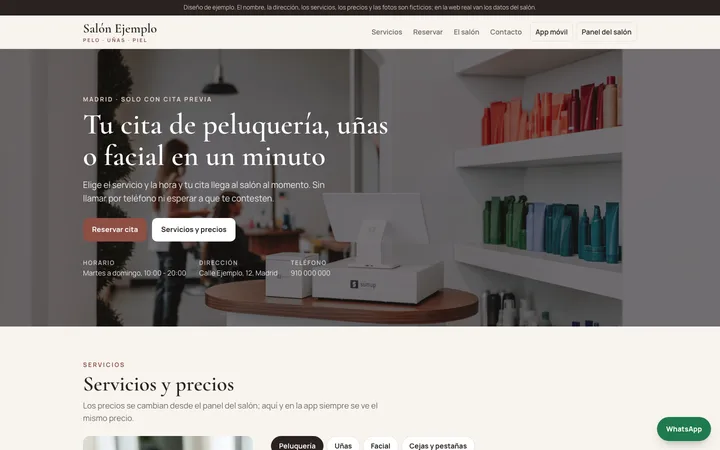 Diseño de ejemplo. El nombre, la dirección, los servicios, los precios y las fotos son ficticios; en la web real van los datos del salón.
Salón Ejemplo
PELO · UÑAS · PIEL
Servicios
Reservar
El salón
Contacto
App móvil
Panel del salón
MADRID · SOLO CON CITA PREVIA
Tu cita de peluquería, uñas
o facial en un minuto
Elige el servicio y la hora y tu cita llega al salón al momento. Sin
llamar por teléfono ni esperar a que te contesten.
Reservar cita
Servicios y precios
HORARIO
Martes a domingo, 10:00 - 20:00
DIRECCIÓN
Calle Ejemplo, 12, Madrid
TELÉFONO
910 000 000
SERVICIOS
Servicios y precios
Los precios se cambian desde el panel del salón; aquí y en la app siempre se ve el
mismo precio.
Peluquería
Uñas
Facial
Cejas y pestañas
WhatsApp